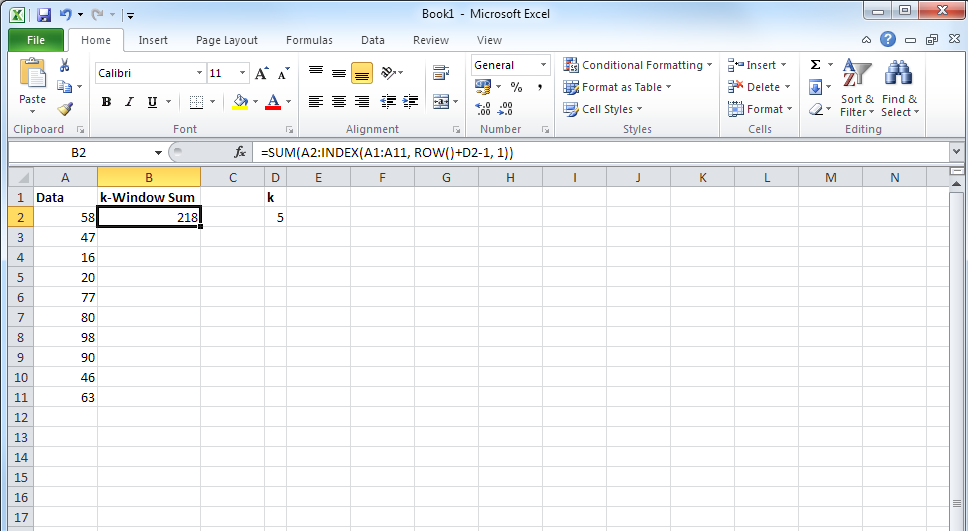 Book1 - Microsoft Excel
File Home Insert Page Layout Formulas Data Review View
Calibri 11 General Conditional Formatting Insert Σ
Paste B I U A A A % , Format as Table Delete Sort & Find &
Cell Styles Format Filter Select
.00 .00
Clipboard Font Alignment Number Styles Cells Editing
B2 fx =SUM(A2:INDEX(A1:A11, ROW()+D2-1, 1))
A B C D E F G H I J K L M N
1 Data k-Window Sum k
2 58 218 5
3 47
4 16
5 20
6 77
7 80
8 98
9 90
10 46
11 63
12
13
14
15
16
17